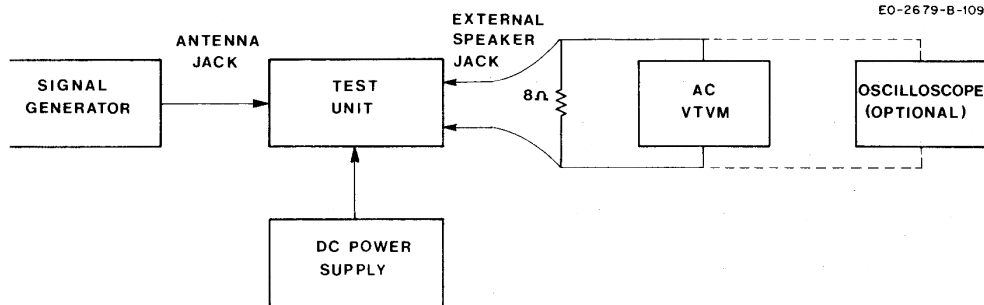 EO-2679-B-109
ANTENNA
JACK
EXTERNAL
SPEAKER
JACK
SIGNAL
GENERATOR
TEST
UNIT
8Ω
AC
VTVM
OSCILLOSCOPE
(OPTIONAL)
DC POWER
SUPPLY